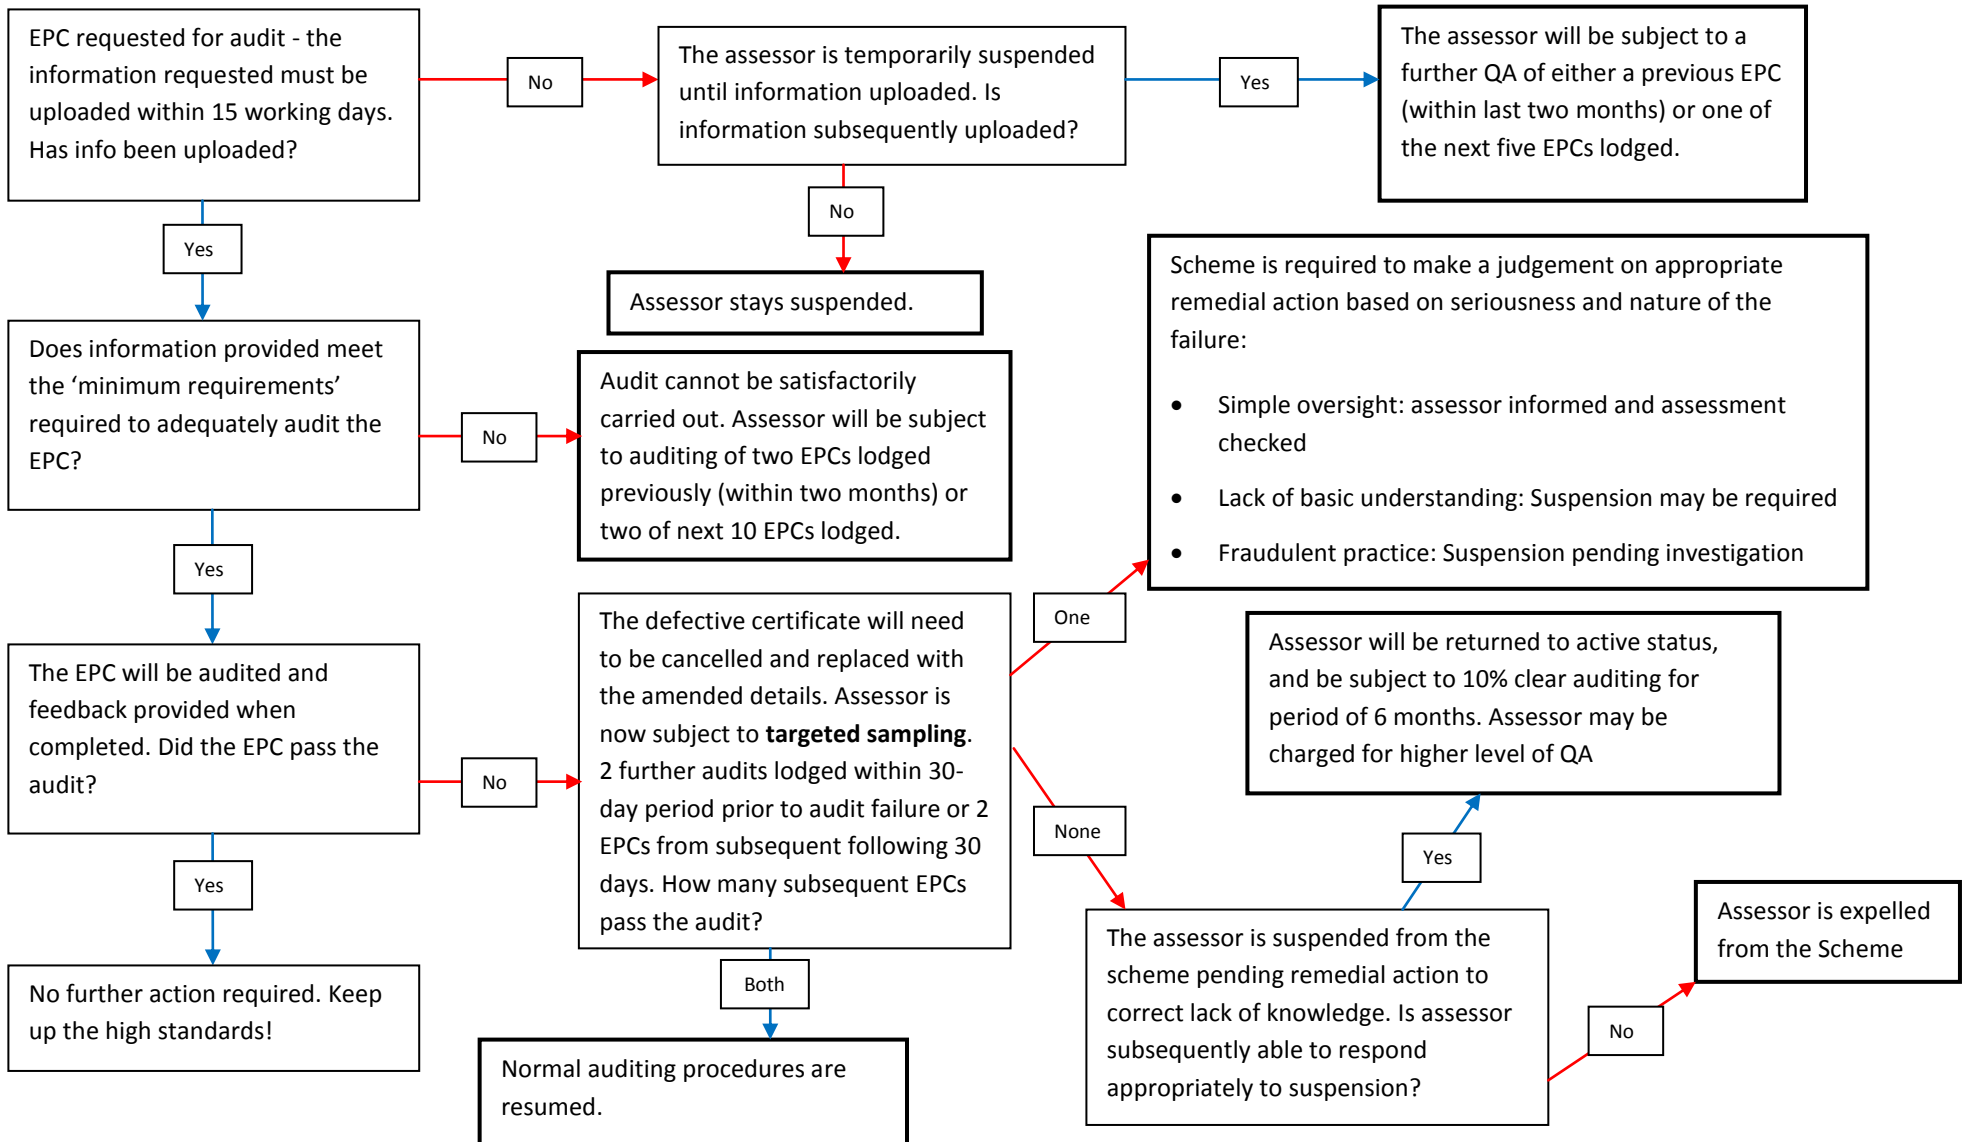 EPC requested for audit - the
information requested must be
uploaded within 15 working days.
Has info been uploaded?
No
The assessor is temporarily suspended
until information uploaded. Is
information subsequently uploaded?
Yes
The assessor will be subject to a
further QA of either a previous EPC
(within last two months) or one of
the next five EPCs lodged.
Yes
No
Assessor stays suspended.
Does information provided meet
the ‘minimum requirements’
required to adequately audit the
EPC?
No
Audit cannot be satisfactorily
carried out. Assessor will be subject
to auditing of two EPCs lodged
previously (within two months) or
two of next 10 EPCs lodged.
Scheme is required to make a judgement on appropriate
remedial action based on seriousness and nature of the
failure:
• Simple oversight: assessor informed and assessment
checked
• Lack of basic understanding: Suspension may be required
• Fraudulent practice: Suspension pending investigation
Yes
The EPC will be audited and
feedback provided when
completed. Did the EPC pass the
audit?
No
The defective certificate will need
to be cancelled and replaced with
the amended details. Assessor is
now subject to targeted sampling.
2 further audits lodged within 30-
day period prior to audit failure or 2
EPCs from subsequent following 30
days. How many subsequent EPCs
pass the audit?
One
None
Assessor will be returned to active status,
and be subject to 10% clear auditing for
period of 6 months. Assessor may be
charged for higher level of QA
Yes
Yes
No further action required. Keep
up the high standards!
Both
Normal auditing procedures are
resumed.
The assessor is suspended from the
scheme pending remedial action to
correct lack of knowledge. Is assessor
subsequently able to respond
appropriately to suspension?
No
Assessor is expelled
from the Scheme